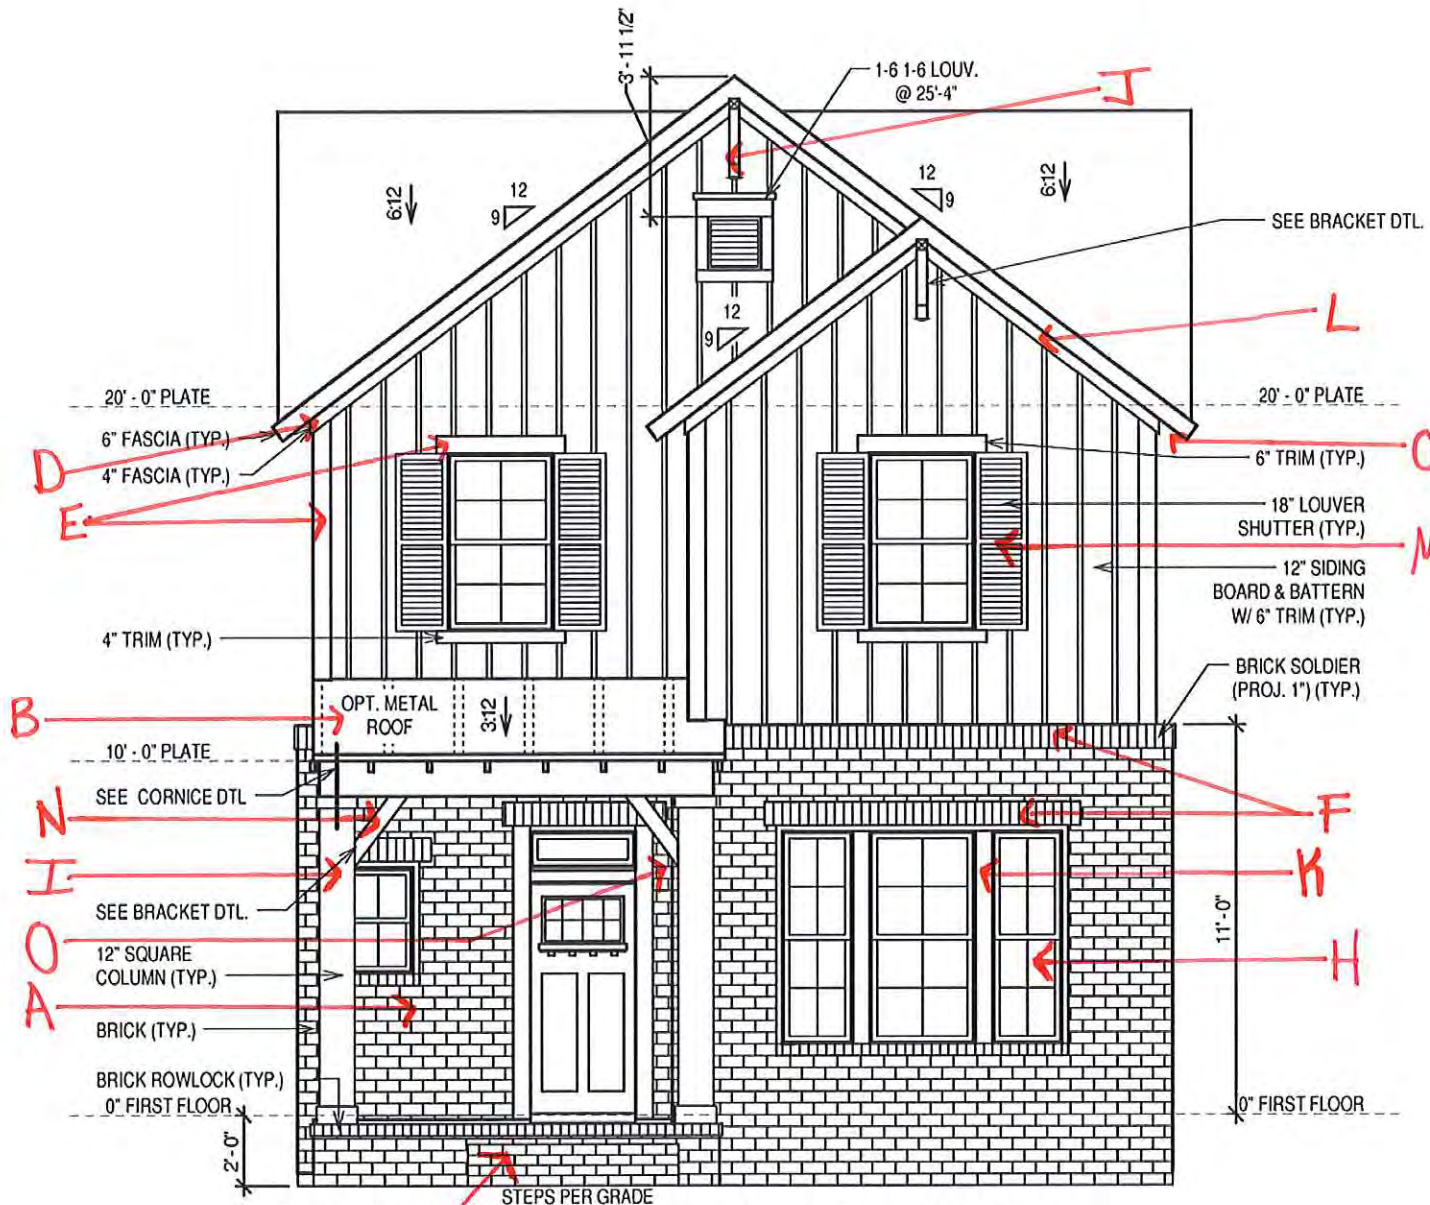 3' - 11 1/2"
1-6 1-6 LOUV.
@ 25'-4"
J
6:12
12
9
12
9
6:12
SEE BRACKET DTL.
L
12
9
20' - 0" PLATE
20' - 0" PLATE
6" FASCIA (TYP.)
D
4" FASCIA (TYP.)
6" TRIM (TYP.)
C
E
18" LOUVER
SHUTTER (TYP.)
M
12" SIDING
BOARD & BATTERN
W/ 6" TRIM (TYP.)
4" TRIM (TYP.)
BRICK SOLDIER
(PROJ. 1") (TYP.)
B
OPT. METAL
ROOF
3:12
10' - 0" PLATE
SEE CORNICE DTL
N
F
I
K
SEE BRACKET DTL.
11'-0"
O
12" SQUARE
COLUMN (TYP.)
H
A
BRICK (TYP.)
BRICK ROWLOCK (TYP.)
0" FIRST FLOOR
0" FIRST FLOOR
2'-0"
STEPS PER GRADE